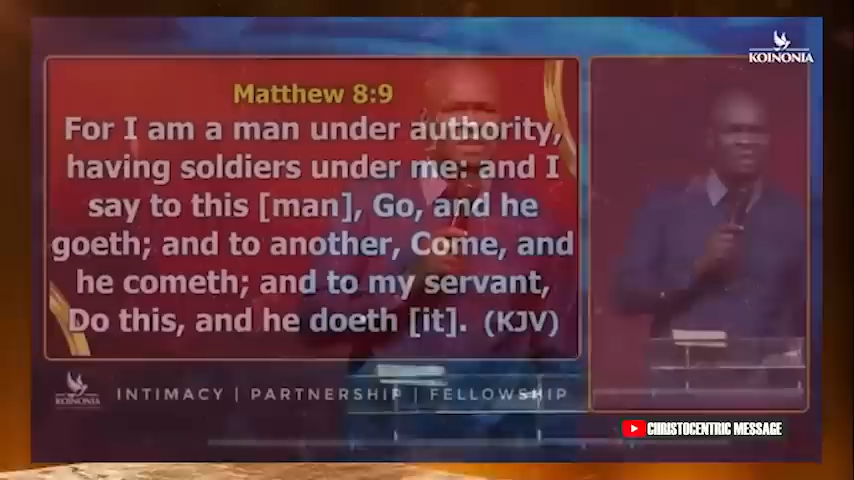 KOINONIA
Matthew 8:9
For I am a man under authority,
having soldiers under me: and I
say to this [man], Go, and he
goeth; and to another, Come, and
he cometh; and to my servant,
Do this, and he doeth [it]. (KJV)
KOINONIA
INTIMACY | PARTNERSHIP | FELLOWSHIP
CHRISTOCENTRIC MESSAGE